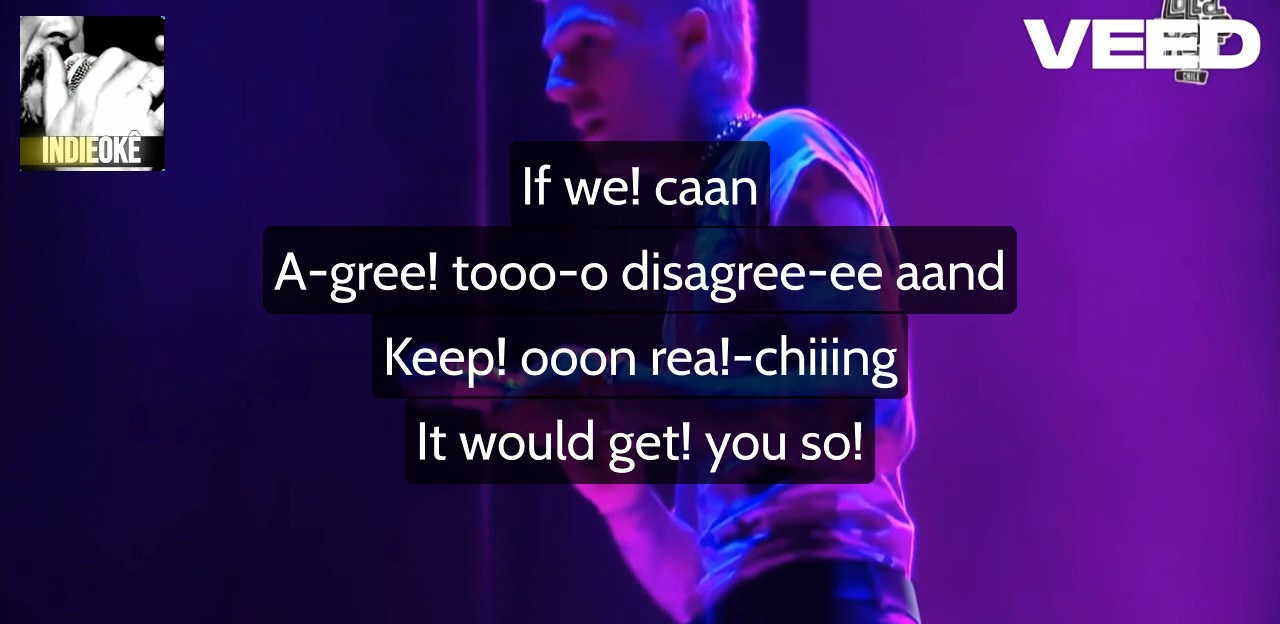 INDIEOKÊ
VEED
CHILE
If we! caan
A-gree! tooo-o disagree-ee aand
Keep! ooon rea!-chiiing
It would get! you so!